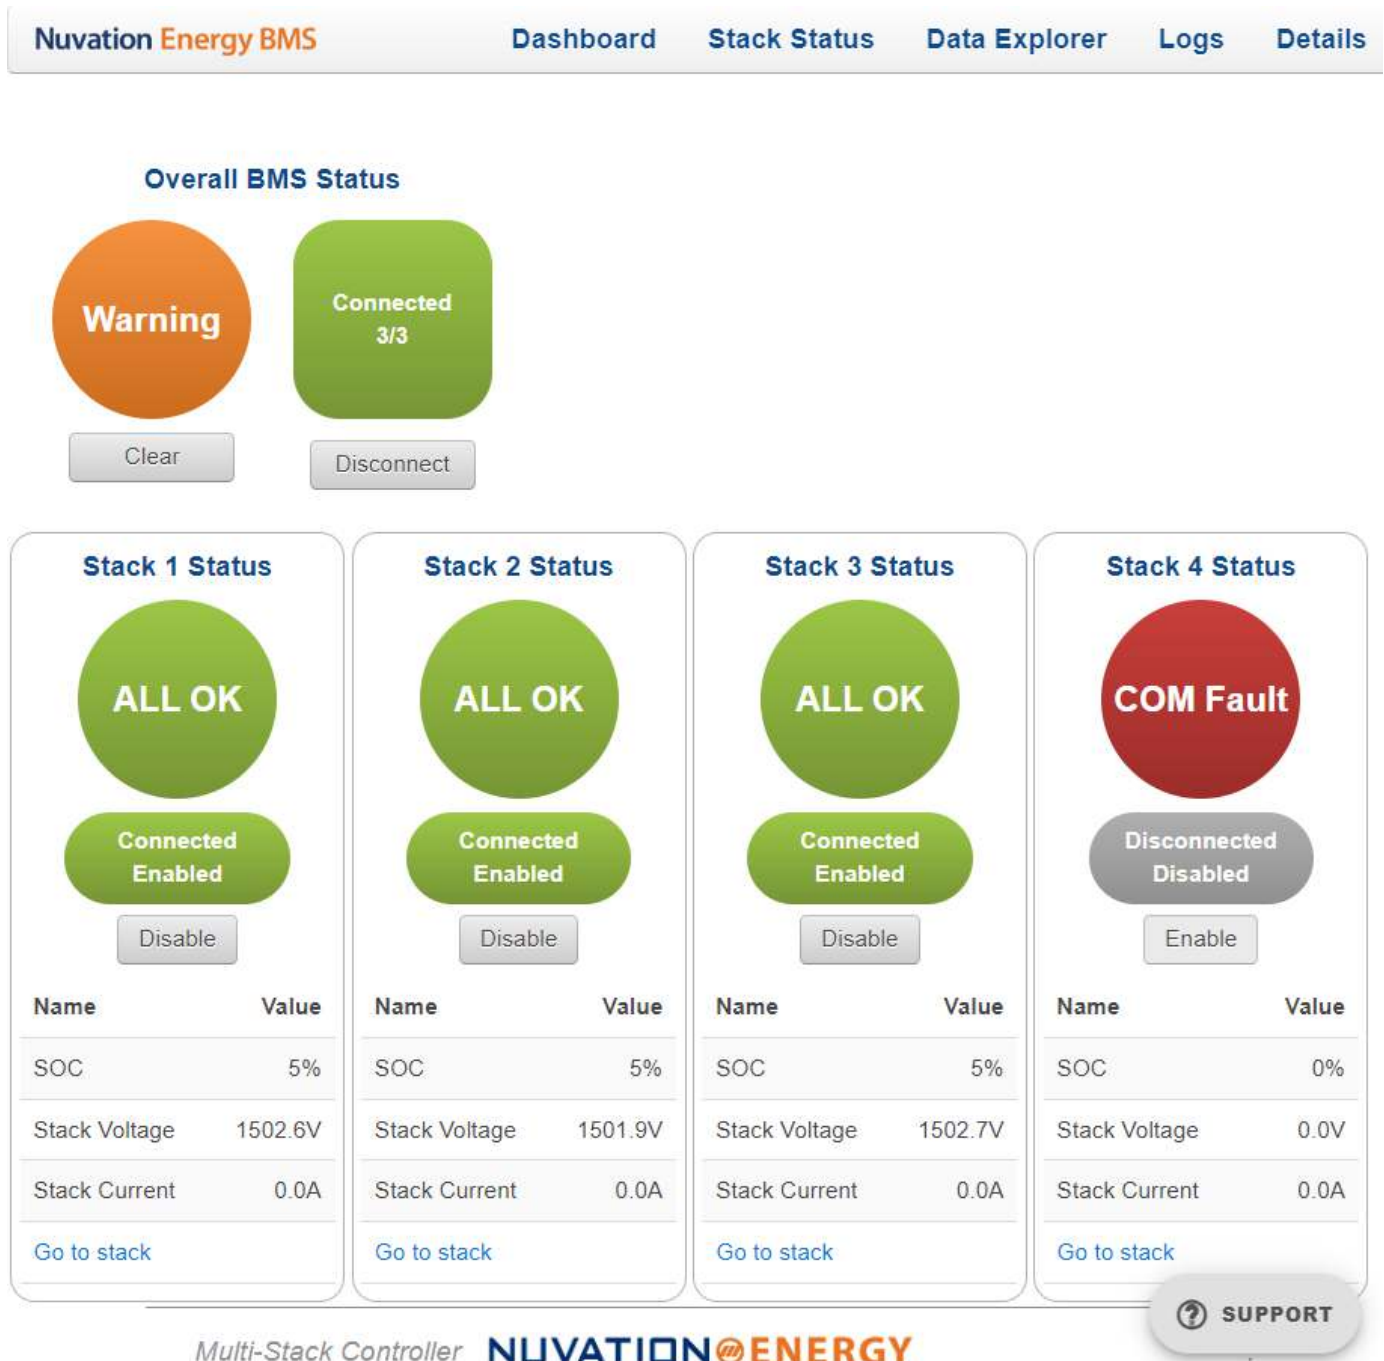 Nuvation Energy BMS Dashboard Stack Status Data Explorer Logs Details
Overall BMS Status
Warning
Connected
3/3
Clear
Disconnect
Stack 1 Status
ALL OK
Connected
Enabled
Disable
Name Value
SOC 5%
Stack Voltage 1502.6V
Stack Current 0.0A
Go to stack
Stack 2 Status
ALL OK
Connected
Enabled
Disable
Name Value
SOC 5%
Stack Voltage 1501.9V
Stack Current 0.0A
Go to stack
Stack 3 Status
ALL OK
Connected
Enabled
Disable
Name Value
SOC 5%
Stack Voltage 1502.7V
Stack Current 0.0A
Go to stack
Stack 4 Status
COM Fault
Disconnected
Disabled
Enable
Name Value
SOC 0%
Stack Voltage 0.0V
Stack Current 0.0A
Go to stack
? SUPPORT
Multi-Stack Controller NUVATION ENERGY